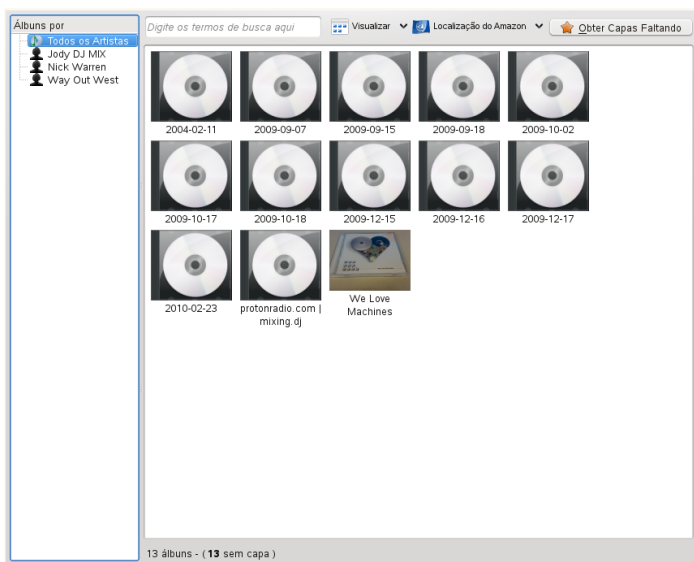 Álbuns por
Todos os Artistas
Jody DJ MIX
Nick Warren
Way Out West
Digite os termos de busca aqui
Visualizar
Localização do Amazon
Obter Capas Faltando
2004-02-11
2009-09-07
2009-09-15
2009-09-18
2009-10-02
2009-10-17
2009-10-18
2009-12-15
2009-12-16
2009-12-17
2010-02-23
protonradio.com |
mixing.dj
We Love
Machines
13 álbuns - ( 13 sem capa )